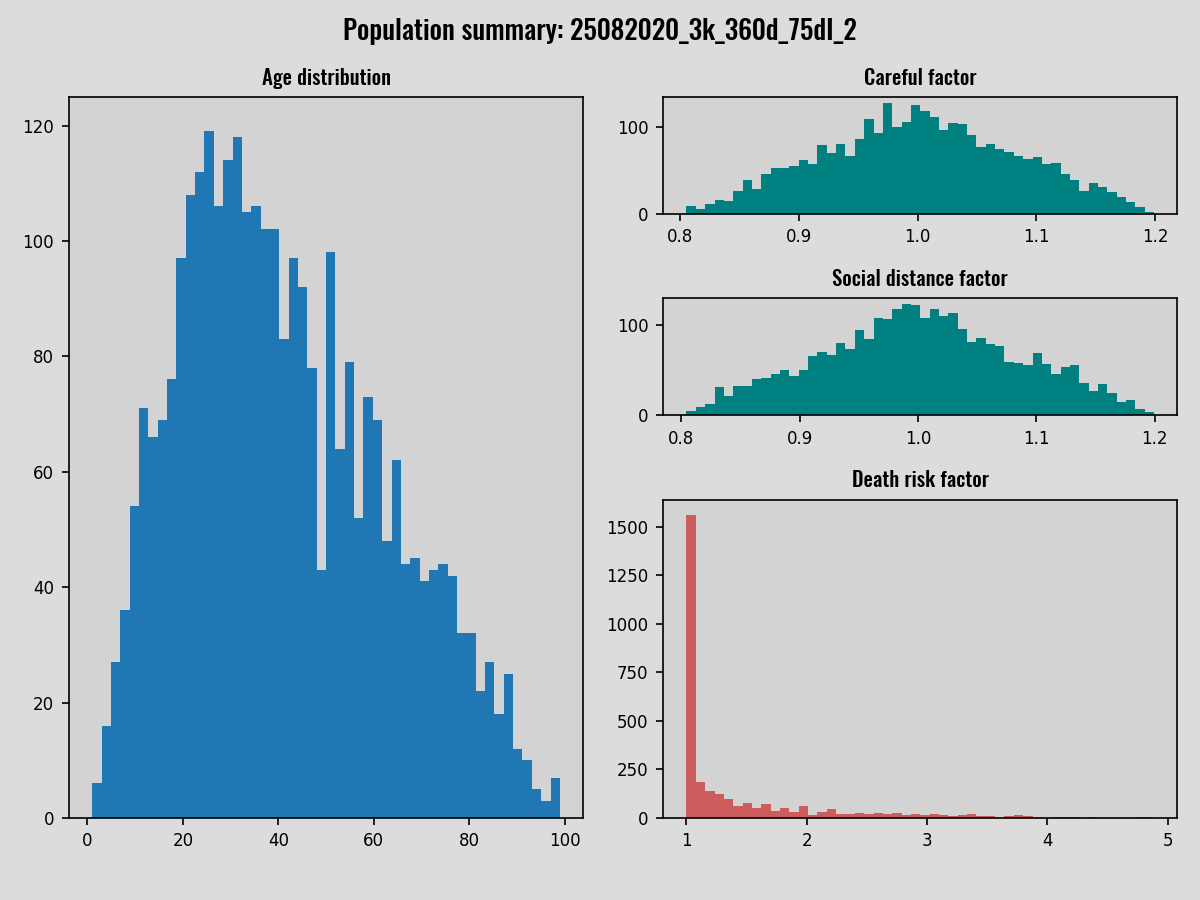 Population summary: 25082020_3k_360d_75dl_2
Age distribution
120
100
80
60
40
20
0
0 20 40 60 80 100
Careful factor
100
0
0.8 0.9 1.0 1.1 1.2
Social distance factor
100
0
0.8 0.9 1.0 1.1 1.2
Death risk factor
1500
1250
1000
750
500
250
0
1 2 3 4 5